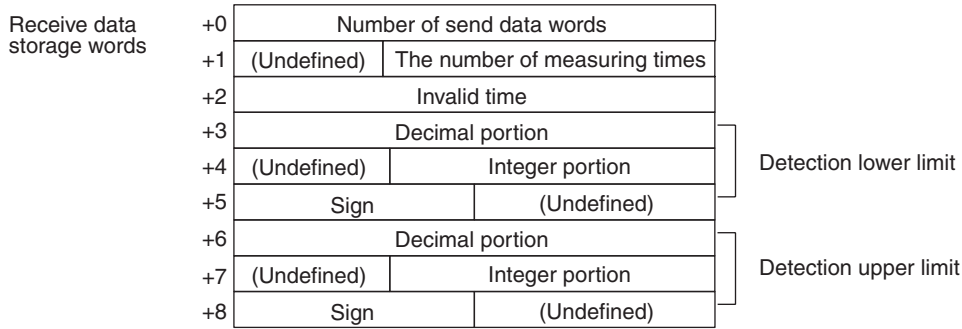 Receive data
storage words
+0 Number of send data words
+1 (Undefined) The number of measuring times
+2 Invalid time
+3 Decimal portion
+4 (Undefined) Integer portion
Detection lower limit
+5 Sign (Undefined)
+6 Decimal portion
+7 (Undefined) Integer portion
Detection upper limit
+8 Sign (Undefined)